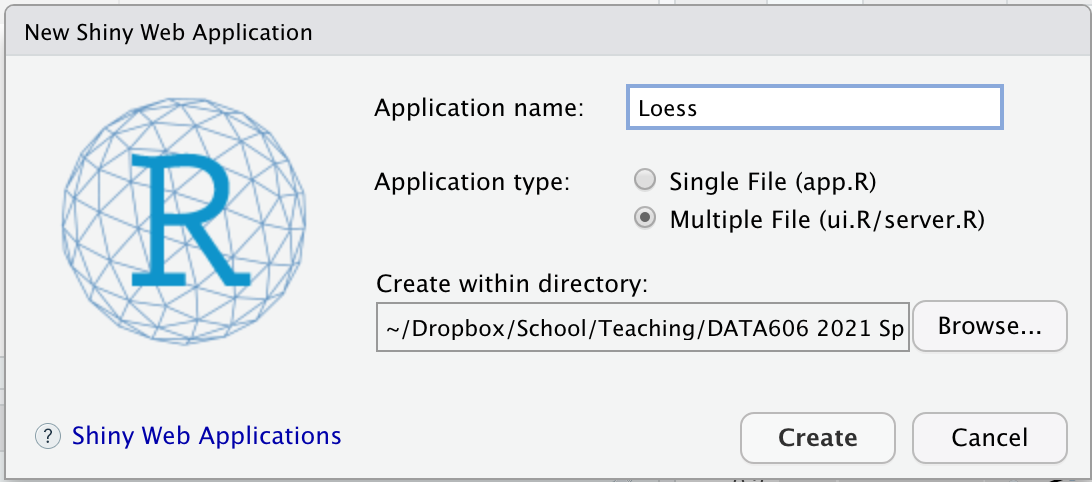 New Shiny Web Application
R
Application name: Loess
Application type: Single File (app.R)
Multiple File (ui.R/server.R)
Create within directory:
~/Dropbox/School/Teaching/DATA606 2021 Sp
Browse...
? Shiny Web Applications
Create
Cancel